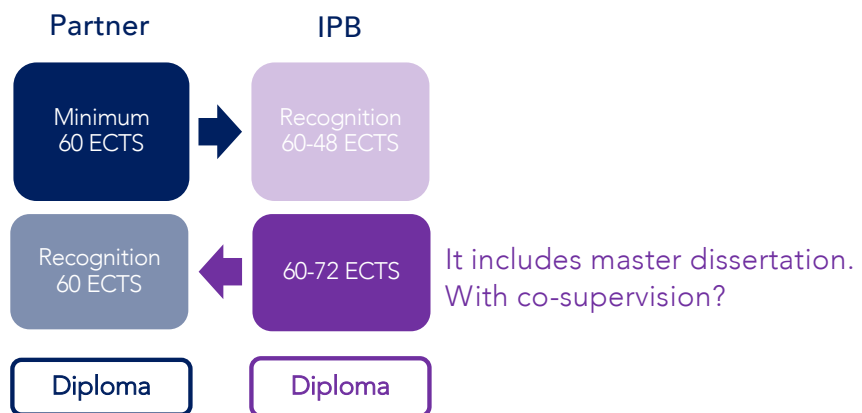 Partner
IPB
Minimum
60 ECTS
Recognition
60-48 ECTS
Recognition
60 ECTS
60-72 ECTS
It includes master dissertation.
With co-supervision?
Diploma
Diploma